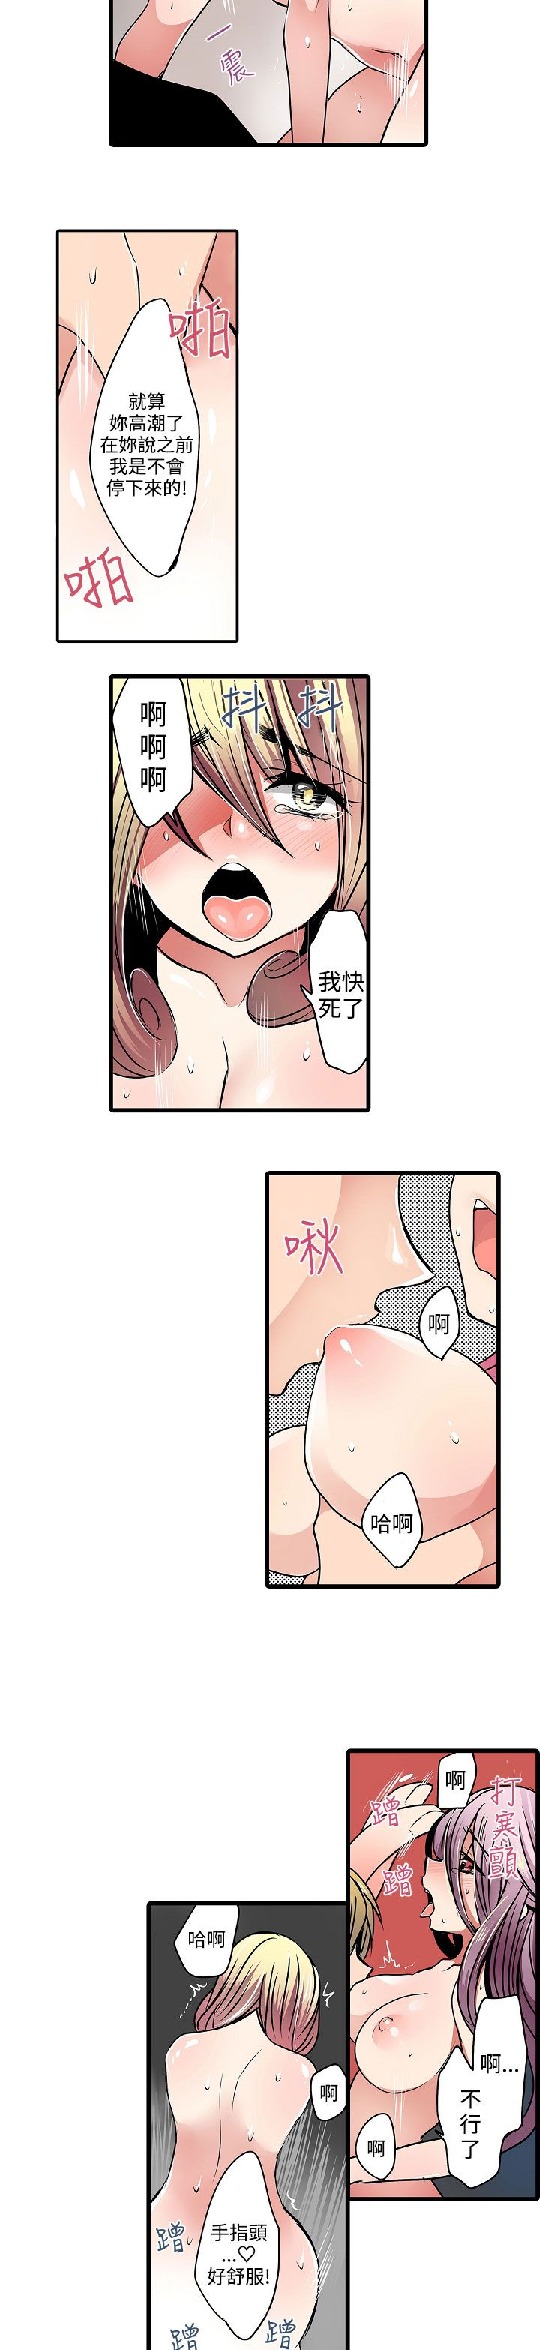 一震
啪
就算
妳高潮了
在妳說之前
我是不會
停下來的!
啪
啊啊啊
抖 抖
我快
死了
啾
啊
哈啊
啊
打寒顫
蹭
蹭
啊...
不行了
啊
哈啊
啊
手指頭
...♡
好舒服!
蹭
蹭
蹭